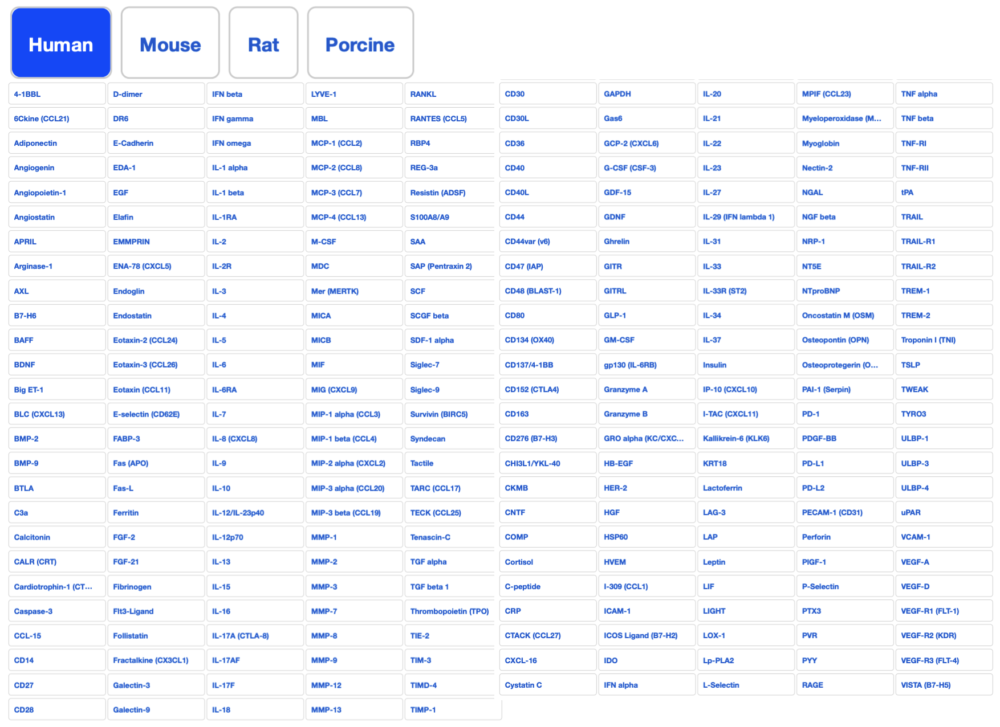 Human Mouse Rat Porcine
4-1BBL D-dimer IFN beta LYVE-1 RANKL CD30 GAPDH IL-20 MPIF (CCL23) TNF alpha
6Ckine (CCL21) DR6 IFN gamma MBL RANTES (CCL5) CD30L Gas6 IL-21 Myeloperoxidase (M... TNF beta
Adiponectin E-Cadherin IFN omega MCP-1 (CCL2) RBP4 CD36 GCP-2 (CXCL6) IL-22 Myoglobin TNF-RI
Angiogenin EDA-1 IL-1 alpha MCP-2 (CCL8) REG-3a CD40 G-CSF (CSF-3) IL-23 Nectin-2 TNF-RII
Angiopoietin-1 EGF IL-1 beta MCP-3 (CCL7) Resistin (ADSF) CD40L GDF-15 IL-27 NGAL tPA
Angiostatin Elafin IL-1RA MCP-4 (CCL13) S100A8/A9 CD44 GDNF IL-29 (IFN lambda 1) NGF beta TRAIL
APRIL EMMPRIN IL-2 M-CSF SAA CD44var (v6) Ghrelin IL-31 NRP-1 TRAIL-R1
Arginase-1 ENA-78 (CXCL5) IL-2R MDC SAP (Pentraxin 2) CD47 (IAP) GITR IL-33 NT5E TRAIL-R2
AXL Endoglin IL-3 Mer (MERTK) SCF CD48 (BLAST-1) GITRL IL-33R (ST2) NTproBNP TREM-1
B7-H6 Endostatin IL-4 MICA SCGF beta CD80 GLP-1 IL-34 Oncostatin M (OSM) TREM-2
BAFF Eotaxin-2 (CCL24) IL-5 MICB SDF-1 alpha CD134 (OX40) GM-CSF IL-37 Osteopontin (OPN) Troponin I (TNI)
BDNF Eotaxin-3 (CCL26) IL-6 MIF Siglec-7 CD137/4-1BB gp130 (IL-6RB) Insulin Osteoprotegerin (O... TSLP
Big ET-1 Eotaxin (CCL11) IL-6RA MIG (CXCL9) Siglec-9 CD152 (CTLA4) Granzyme A IP-10 (CXCL10) PAI-1 (Serpin) TWEAK
BLC (CXCL13) E-selectin (CD62E) IL-7 MIP-1 alpha (CCL3) Survivin (BIRC5) CD163 Granzyme B I-TAC (CXCL11) PD-1 TYRO3
BMP-2 FABP-3 IL-8 (CXCL8) MIP-1 beta (CCL4) Syndecan CD276 (B7-H3) GRO alpha (KC/CXC... Kallikrein-6 (KLK6) PDGF-BB ULBP-1
BMP-9 Fas (APO) IL-9 MIP-2 alpha (CXCL2) Tactile CHI3L1/YKL-40 HB-EGF KRT18 PD-L1 ULBP-3
BTLA Fas-L IL-10 MIP-3 alpha (CCL20) TARC (CCL17) CKMB HER-2 Lactoferrin PD-L2 ULBP-4
C3a Ferritin IL-12/IL-23p40 MIP-3 beta (CCL19) TECK (CCL25) CNTF HGF LAG-3 PECAM-1 (CD31) uPAR
Calcitonin FGF-2 IL-12p70 MMP-1 Tenascin-C COMP HSP60 LAP Perforin VCAM-1
CALR (CRT) FGF-21 IL-13 MMP-2 TGF alpha Cortisol HVEM Leptin PlGF-1 VEGF-A
Cardiotrophin-1 (CT... Fibrinogen IL-15 MMP-3 TGF beta 1 C-peptide I-309 (CCL1) LIF P-Selectin VEGF-D
Caspase-3 Flt3-Ligand IL-16 MMP-7 Thrombopoietin (TPO) CRP ICAM-1 LIGHT PTX3 VEGF-R1 (FLT-1)
CCL-15 Follistatin IL-17A (CTLA-8) MMP-8 TIE-2 CTACK (CCL27) ICOS Ligand (B7-H2) LOX-1 PVR VEGF-R2 (KDR)
CD14 Fractalkine (CX3CL1) IL-17AF MMP-9 TIM-3 CXCL-16 IDO Lp-PLA2 PYY VEGF-R3 (FLT-4)
CD27 Galectin-3 IL-17F MMP-12 TIMD-4 Cystatin C IFN alpha L-Selectin RAGE VISTA (B7-H5)
CD28 Galectin-9 IL-18 MMP-13 TIMP-1